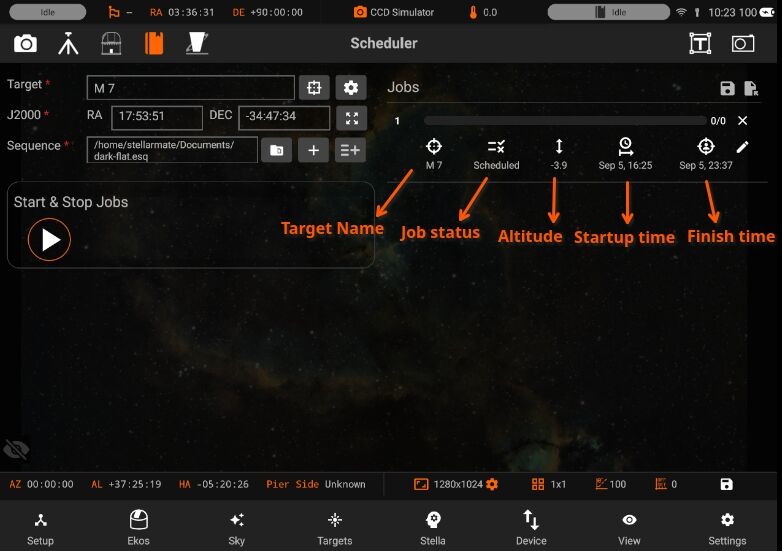 Idle – RA 03:36:31 DE +90:00:00 CCD Simulator 0.0 Idle 10:23 100
Scheduler
Target * M 7
J2000 * RA 17:53:51 DEC -34:47:34
Sequence * /home/stellarmate/Documents/
dark-flat.esq
Jobs
1 0/0
M 7 Scheduled -3.9 Sep 5, 16:25 Sep 5, 23:37
Start & Stop Jobs
Target Name Job status Altitude Startup time Finish time
AZ 00:00:00 AL +37:25:19 HA -05:20:26 Pier Side Unknown 1280x1024 1x1 100 0
Setup Ekos Sky Targets Stella Device View Settings